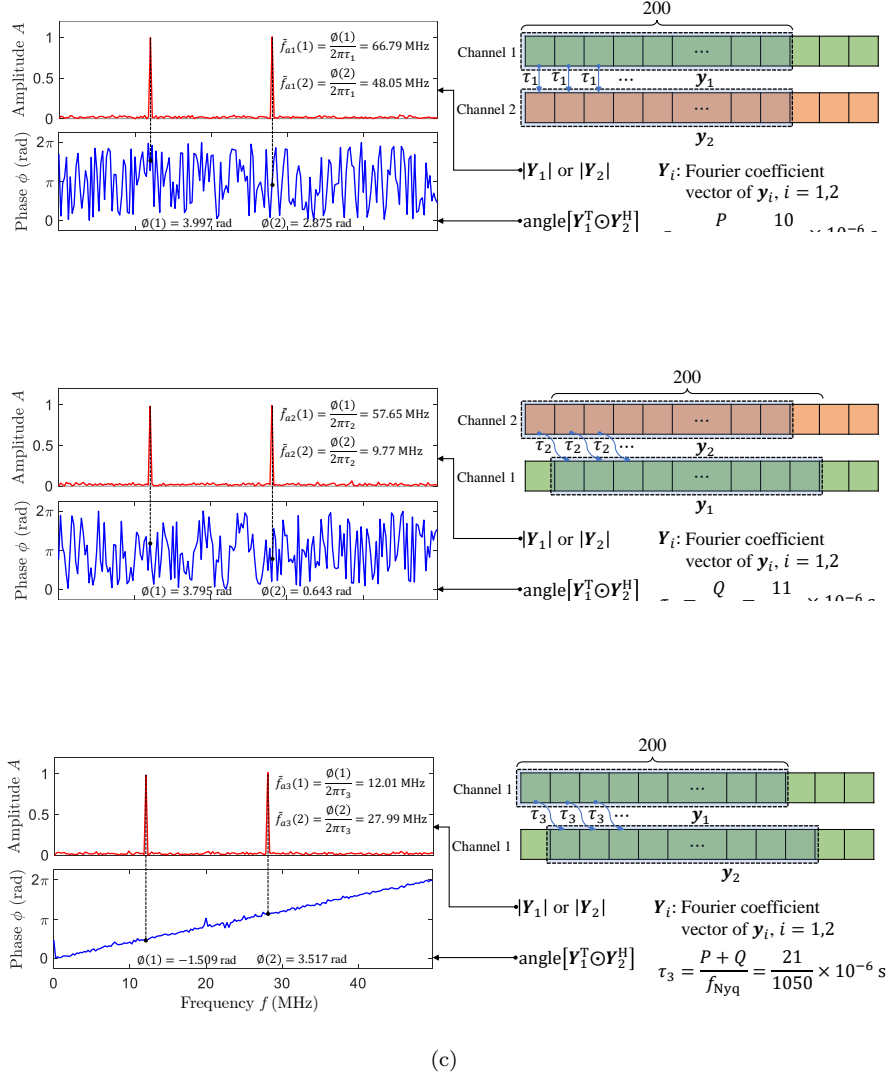 200
Channel 1
Amplitude A
1
0.5
0
f̃ₐ₁(1) = ∅(1)/2πτ₁ = 66.79 MHz
f̃ₐ₁(2) = ∅(2)/2πτ₁ = 48.05 MHz
τ₁ τ₁ τ₁ ...
y₁
Channel 2
y₂
Phase ϕ (rad)
2π
π
0
∅(1) = 3.997 rad
∅(2) = 2.875 rad
|Y₁| or |Y₂|
Yᵢ: Fourier coefficient
vector of yᵢ, i = 1,2
angle[Y₁ᵀ⊙Y₂ᴴ]
P 10
× 10⁻⁶ s
200
Channel 2
Amplitude A
1
0.5
0
f̃ₐ₂(1) = ∅(1)/2πτ₂ = 57.65 MHz
f̃ₐ₂(2) = ∅(2)/2πτ₂ = 9.77 MHz
τ₂ τ₂ τ₂ ...
y₂
Channel 1
y₁
Phase ϕ (rad)
2π
π
0
∅(1) = 3.795 rad
∅(2) = 0.643 rad
|Y₁| or |Y₂|
Yᵢ: Fourier coefficient
vector of yᵢ, i = 1,2
angle[Y₁ᵀ⊙Y₂ᴴ]
Q 11
× 10⁻⁶ s
200
Channel 1
Amplitude A
1
0.5
0
f̃ₐ₃(1) = ∅(1)/2πτ₃ = 12.01 MHz
f̃ₐ₃(2) = ∅(2)/2πτ₃ = 27.99 MHz
τ₃ τ₃ τ₃ ...
y₁
Channel 1
y₂
Phase ϕ (rad)
2π
π
0
∅(1) = −1.509 rad
∅(2) = 3.517 rad
0 10 20 30 40
Frequency f (MHz)
|Y₁| or |Y₂|
Yᵢ: Fourier coefficient
vector of yᵢ, i = 1,2
angle[Y₁ᵀ⊙Y₂ᴴ]
τ₃ = (P + Q)/f_Nyq = 21/1050 × 10⁻⁶ s
(c)